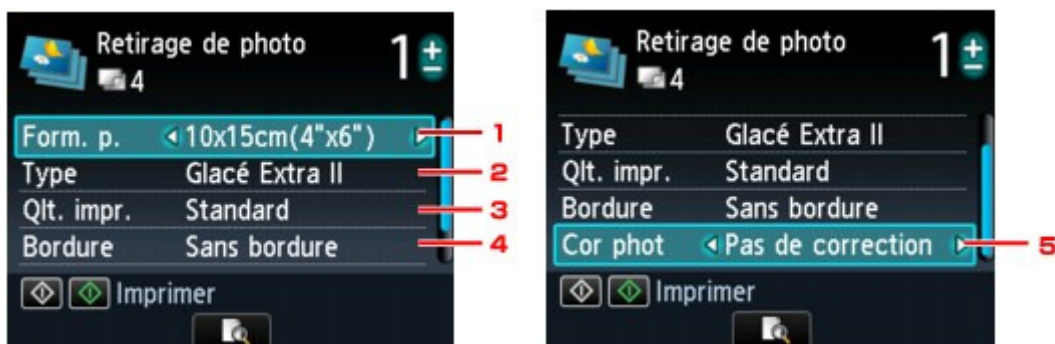 Retirage de photo
4
1
Form. p. 10x15cm(4"x6") 1
Type Glacé Extra II 2
Qlt. impr. Standard 3
Bordure Sans bordure 4
Imprimer
Retirage de photo
4
1
Type Glacé Extra II
Qlt. impr. Standard
Bordure Sans bordure
Cor phot Pas de correction 5
Imprimer